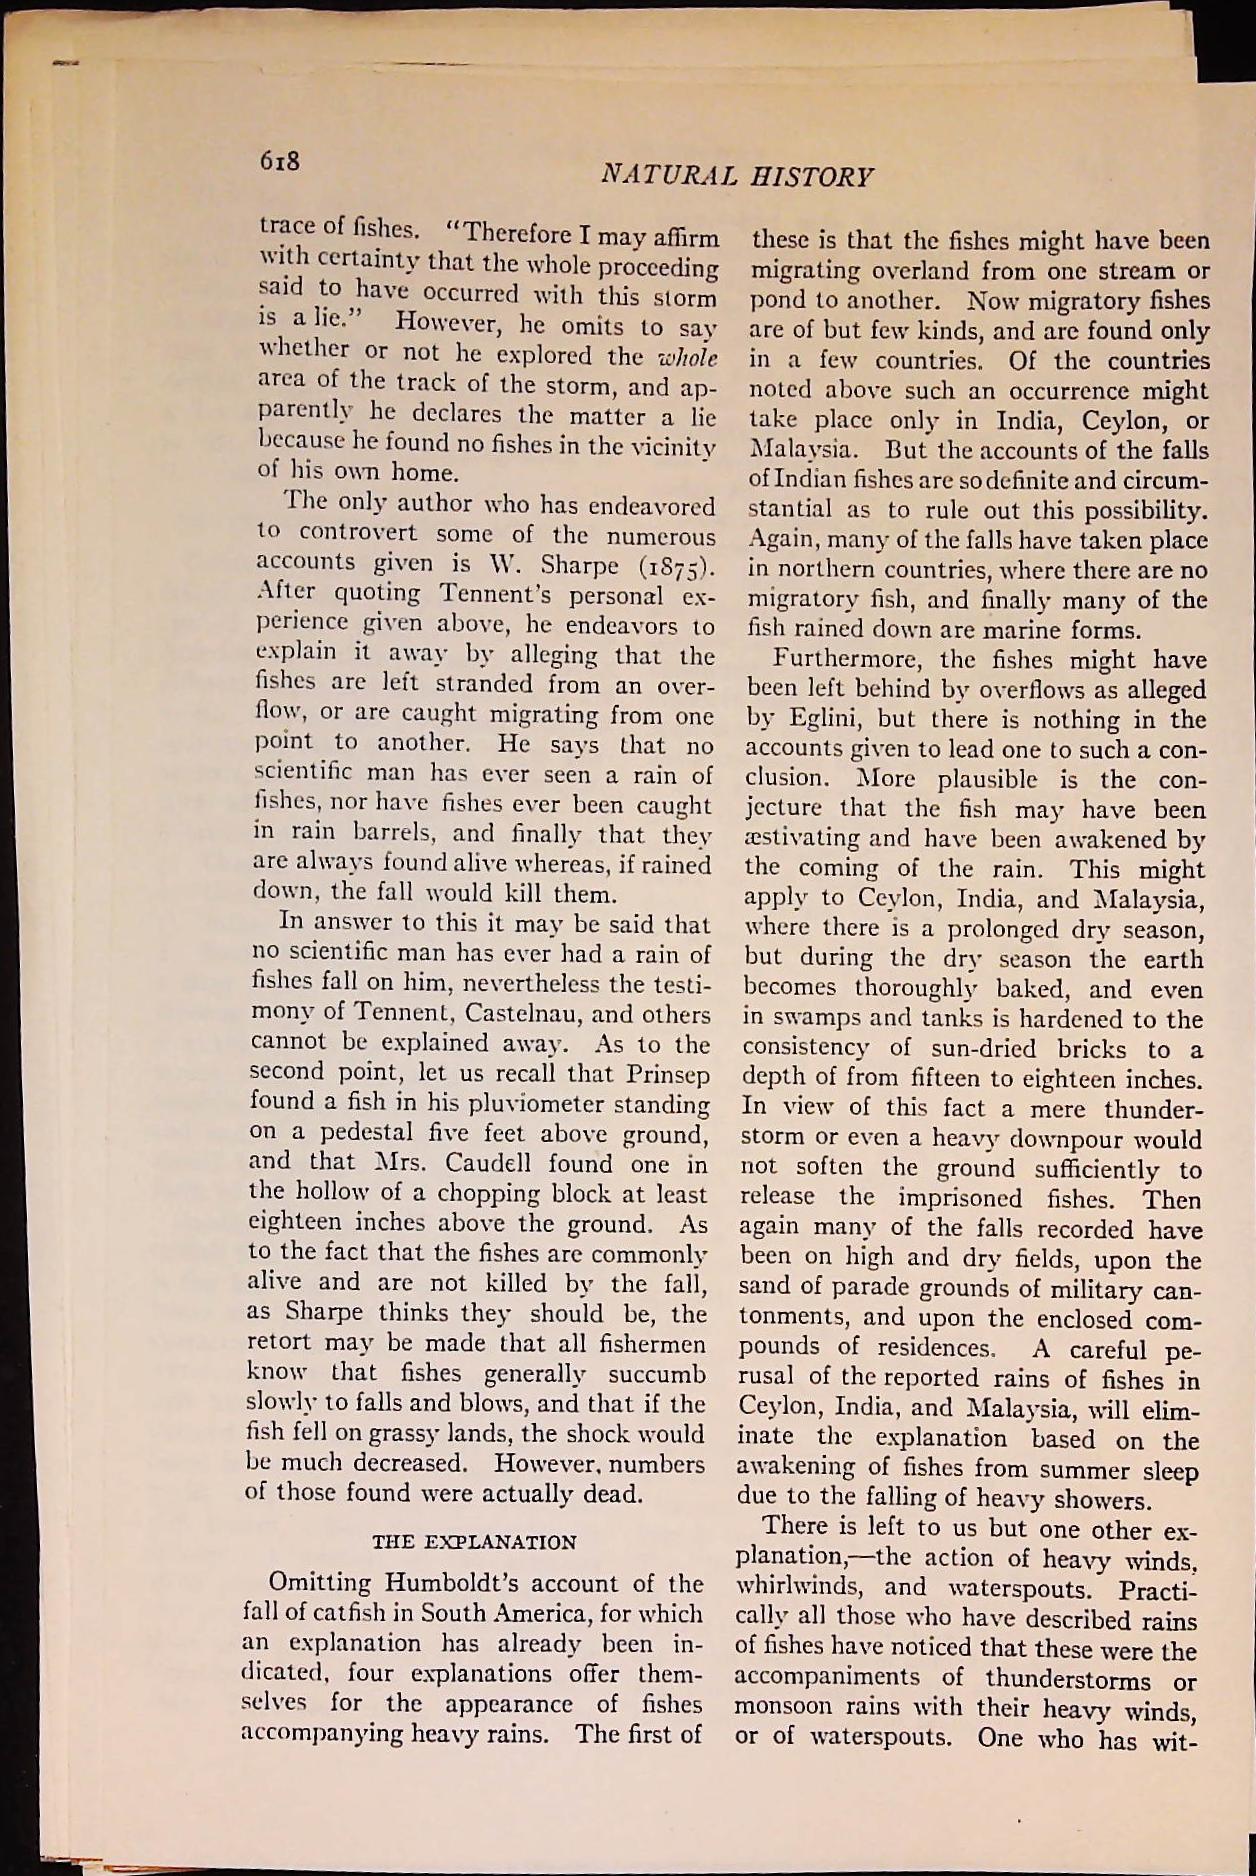 618
NATURAL HISTORY
trace of fishes. “Therefore I may affirm
with certainty that the whole proceeding
said to have occurred with this storm
is a lie.” However, he omits to say
whether or not he explored the whole
area of the track of the storm, and ap-
parently he declares the matter a lie
because he found no fishes in the vicinity
of his own home.
The only author who has endeavored
to controvert some of the numerous
accounts given is W. Sharpe (1875).
After quoting Tennent’s personal ex-
perience given above, he endeavors to
explain it away by alleging that the
fishes are left stranded from an over-
flow, or are caught migrating from one
point to another. He says that no
scientific man has ever seen a rain of
fishes, nor have fishes ever been caught
in rain barrels, and finally that they
are always found alive whereas, if rained
down, the fall would kill them.
In answer to this it may be said that
no scientific man has ever had a rain of
fishes fall on him, nevertheless the testi-
mony of Tennent, Castelnau, and others
cannot be explained away. As to the
second point, let us recall that Prinsep
found a fish in his pluviometer standing
on a pedestal five feet above ground,
and that Mrs. Caudell found one in
the hollow of a chopping block at least
eighteen inches above the ground. As
to the fact that the fishes are commonly
alive and are not killed by the fall,
as Sharpe thinks they should be, the
retort may be made that all fishermen
know that fishes generally succumb
slowly to falls and blows, and that if the
fish fell on grassy lands, the shock would
be much decreased. However, numbers
of those found were actually dead.
THE EXPLANATION
Omitting Humboldt’s account of the
fall of catfish in South America, for which
an explanation has already been in-
dicated, four explanations offer them-
selves for the appearance of fishes
accompanying heavy rains. The first of
these is that the fishes might have been
migrating overland from one stream or
pond to another. Now migratory fishes
are of but few kinds, and are found only
in a few countries. Of the countries
noted above such an occurrence might
take place only in India, Ceylon, or
Malaysia. But the accounts of the falls
of Indian fishes are so definite and circum-
stantial as to rule out this possibility.
Again, many of the falls have taken place
in northern countries, where there are no
migratory fish, and finally many of the
fish rained down are marine forms.
Furthermore, the fishes might have
been left behind by overflows as alleged
by Eglini, but there is nothing in the
accounts given to lead one to such a con-
clusion. More plausible is the con-
jecture that the fish may have been
æstivating and have been awakened by
the coming of the rain. This might
apply to Ceylon, India, and Malaysia,
where there is a prolonged dry season,
but during the dry season the earth
becomes thoroughly baked, and even
in swamps and tanks is hardened to the
consistency of sun-dried bricks to a
depth of from fifteen to eighteen inches.
In view of this fact a mere thunder-
storm or even a heavy downpour would
not soften the ground sufficiently to
release the imprisoned fishes. Then
again many of the falls recorded have
been on high and dry fields, upon the
sand of parade grounds of military can-
tonments, and upon the enclosed com-
pounds of residences. A careful pe-
rusal of the reported rains of fishes in
Ceylon, India, and Malaysia, will elim-
inate the explanation based on the
awakening of fishes from summer sleep
due to the falling of heavy showers.
There is left to us but one other ex-
planation,—the action of heavy winds,
whirlwinds, and waterspouts. Practi-
cally all those who have described rains
of fishes have noticed that these were the
accompaniments of thunderstorms or
monsoon rains with their heavy winds,
or of waterspouts. One who has wit-